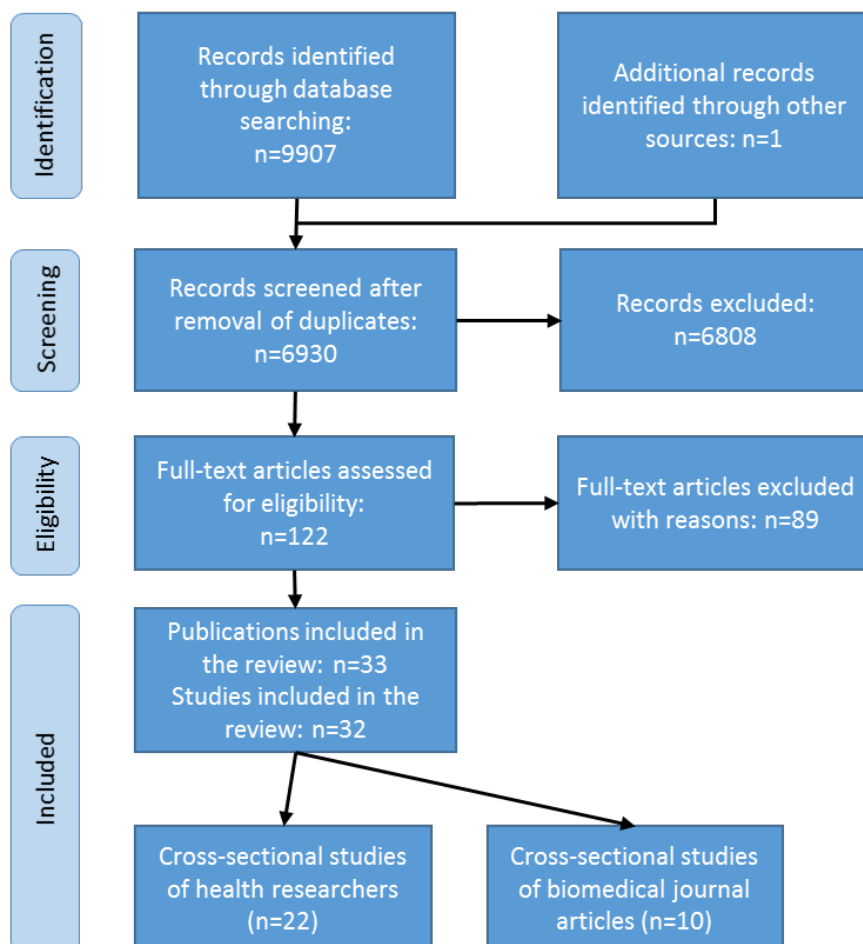 Identification
Records identified
through database
searching:
n=9907
Additional records
identified through other
sources: n=1
Screening
Records screened after
removal of duplicates:
n=6930
Records excluded:
n=6808
Eligibility
Full-text articles assessed
for eligibility:
n=122
Full-text articles excluded
with reasons: n=89
Included
Publications included in
the review: n=33
Studies included in the
review: n=32
Cross-sectional studies
of health researchers
(n=22)
Cross-sectional studies
of biomedical journal
articles (n=10)